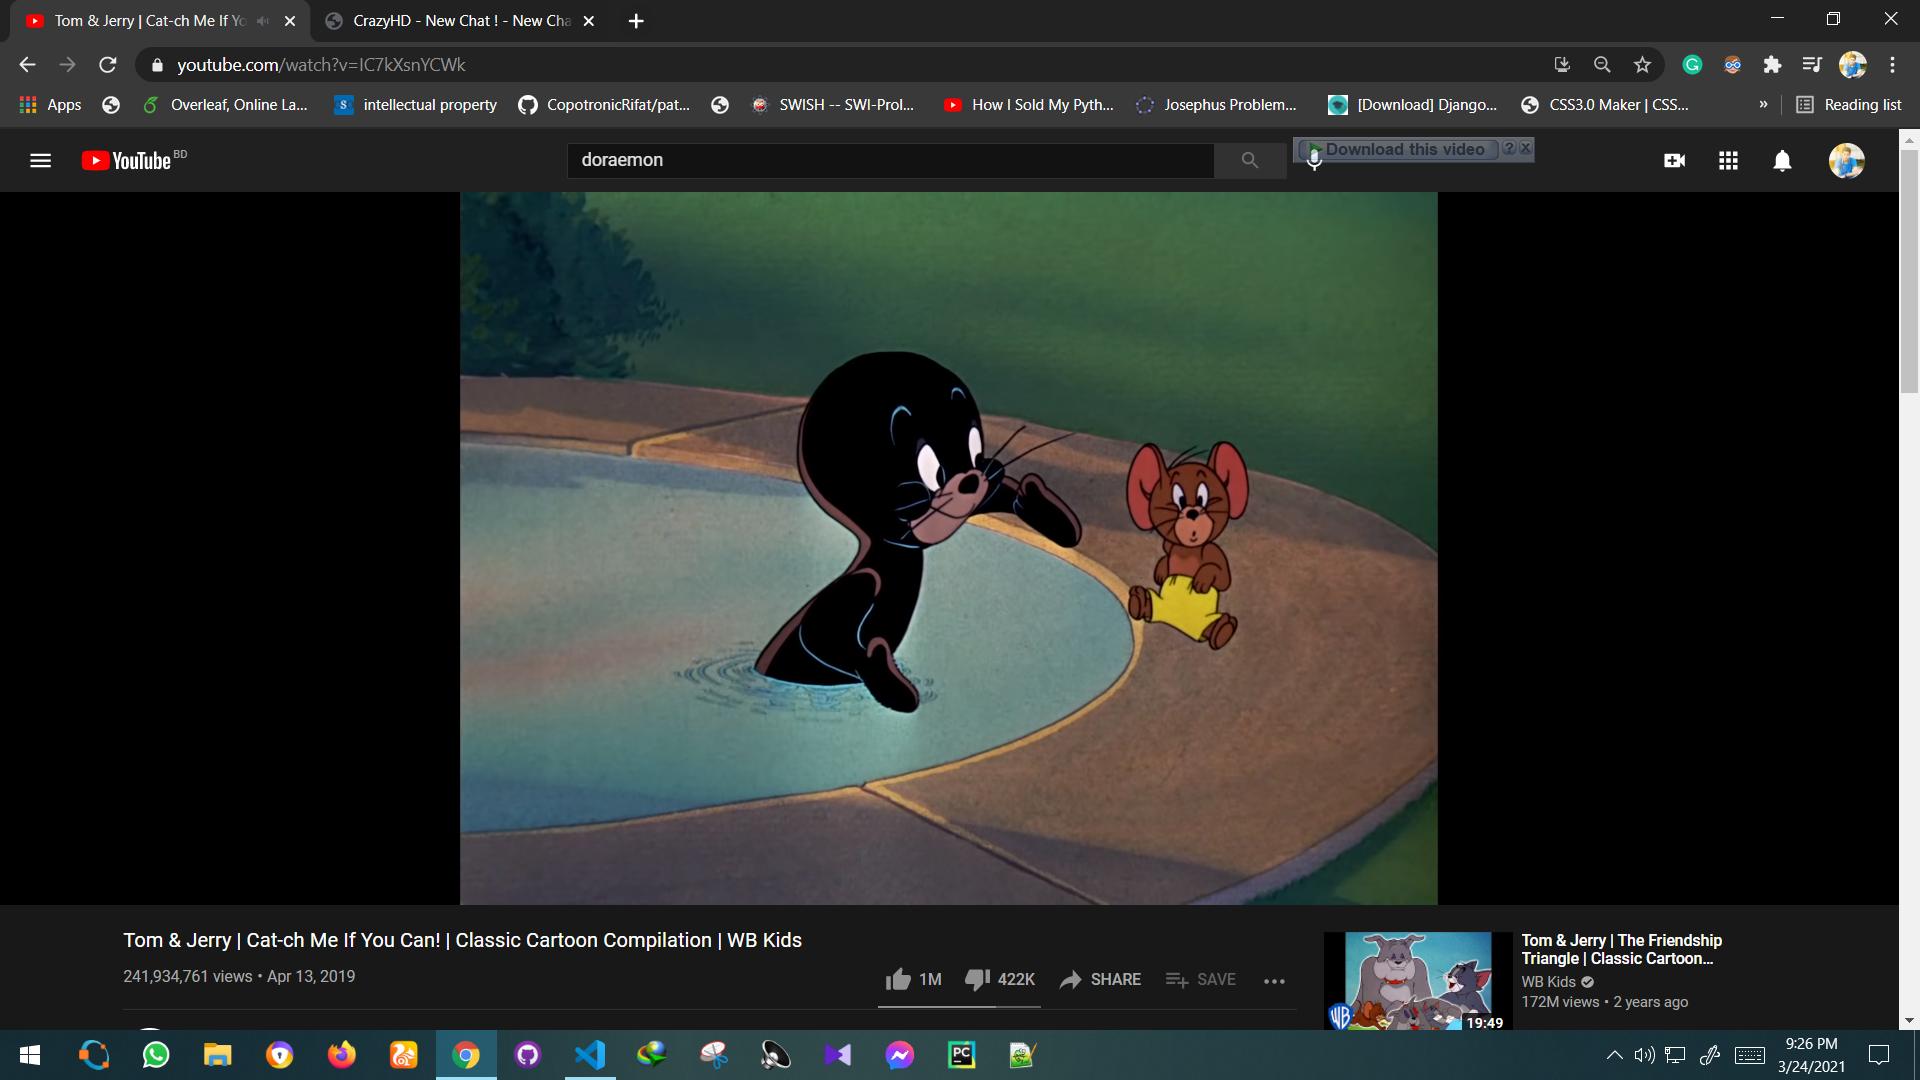 Tom & Jerry | Cat-ch Me If Yo
CrazyHD - New Chat ! - New Cha
youtube.com/watch?v=IC7kXsnYCWk
Apps
Overleaf, Online La...
intellectual property
CopotronicRifat/pat...
SWISH -- SWI-Prol...
How I Sold My Pyth...
Josephus Problem...
[Download] Django...
CSS3.0 Maker | CSS...
»
Reading list
YouTube BD
doraemon
Download this video
Tom & Jerry | Cat-ch Me If You Can! | Classic Cartoon Compilation | WB Kids
241,934,761 views • Apr 13, 2019
1M
422K
SHARE
SAVE
Tom & Jerry | The Friendship
Triangle | Classic Cartoon...
WB Kids
172M views • 2 years ago
WB
19:49
PC
9:26 PM
3/24/2021